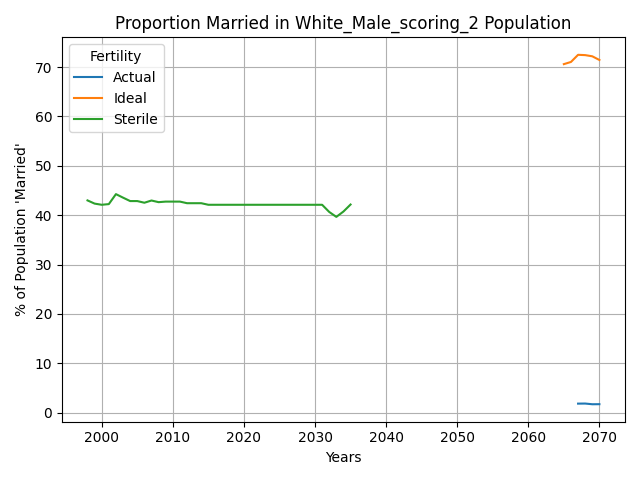 Proportion Married in White_Male_scoring_2 Population
Fertility
Actual
Ideal
Sterile
% of Population 'Married'
70
60
50
40
30
20
10
0
2000 2010 2020 2030 2040 2050 2060 2070
Years